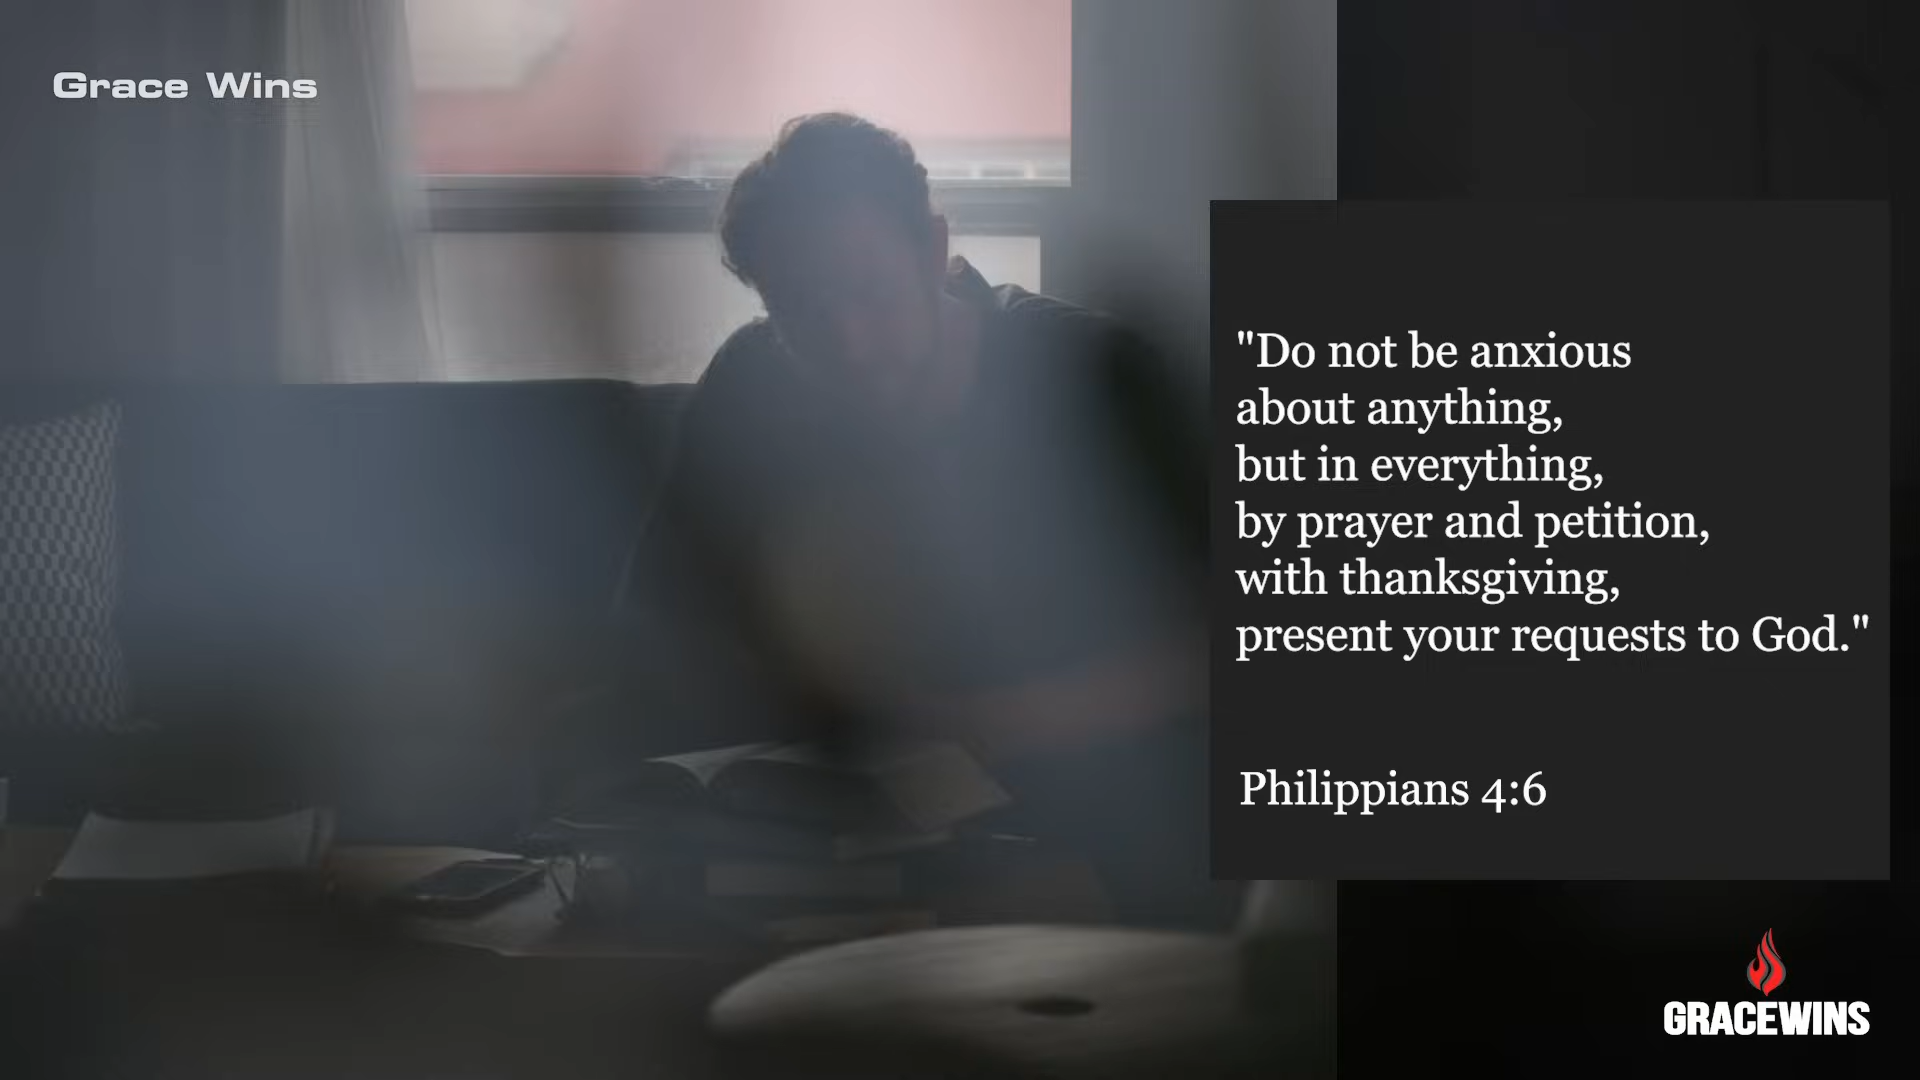 Grace Wins
"Do not be anxious
about anything,
but in everything,
by prayer and petition,
with thanksgiving,
present your requests to God."
Philippians 4:6
GRACEWINS